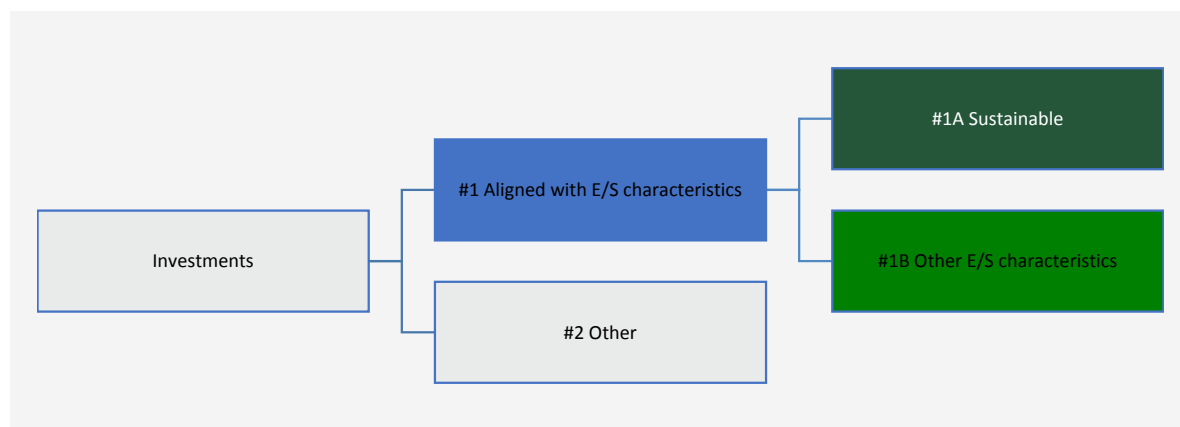 #1A Sustainable
#1 Aligned with E/S characteristics
Investments
#1B Other E/S characteristics
#2 Other